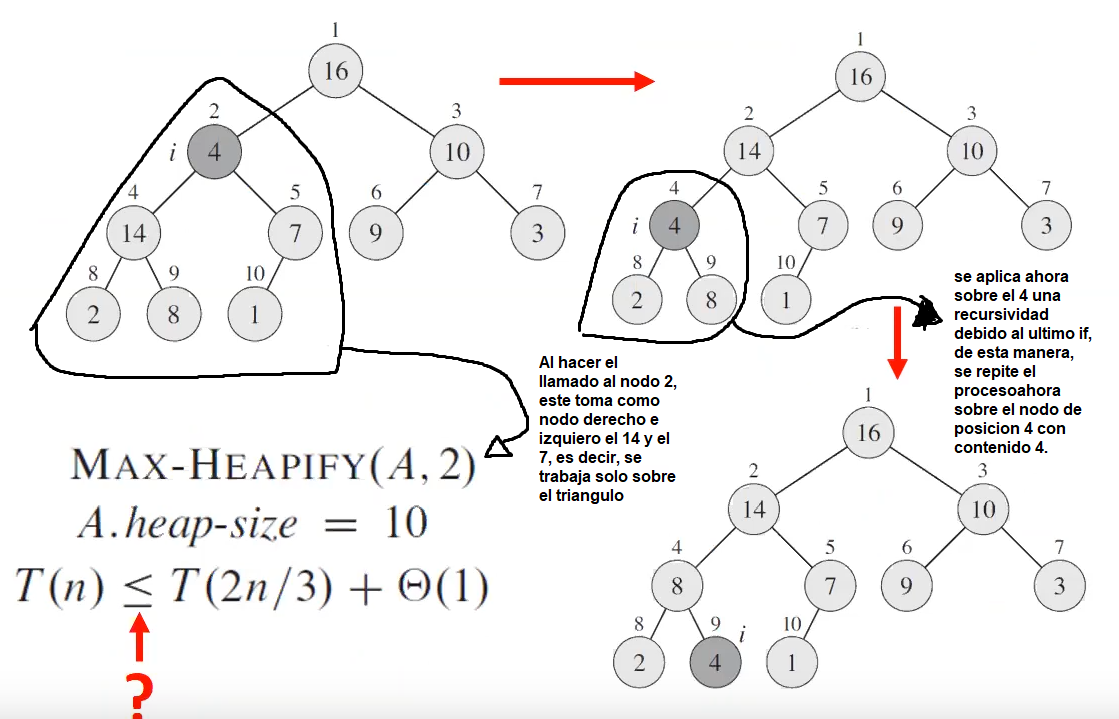 1
16
2
3
i
4
10
4
5
6
7
14
7
9
3
8
9
10
2
8
1
1
16
2
3
14
10
4
5
6
7
i
4
7
9
3
8
9
10
2
8
1
se aplica ahora
sobre el 4 una
recursividad
debido al ultimo if,
de esta manera,
se repite el
procesoahora
sobre el nodo de
posicion 4 con
contenido 4.
Al hacer el
llamado al nodo 2,
este toma como
nodo derecho e
izquiero el 14 y el
7, es decir, se
trabaja solo sobre
el triangulo
MAX-HEAPIFY(A, 2)
A.heap-size = 10
T(n) ≤ T(2n/3) + Θ(1)
?
1
16
2
3
14
10
4
5
6
7
8
7
9
3
8
9
i
10
2
4
1